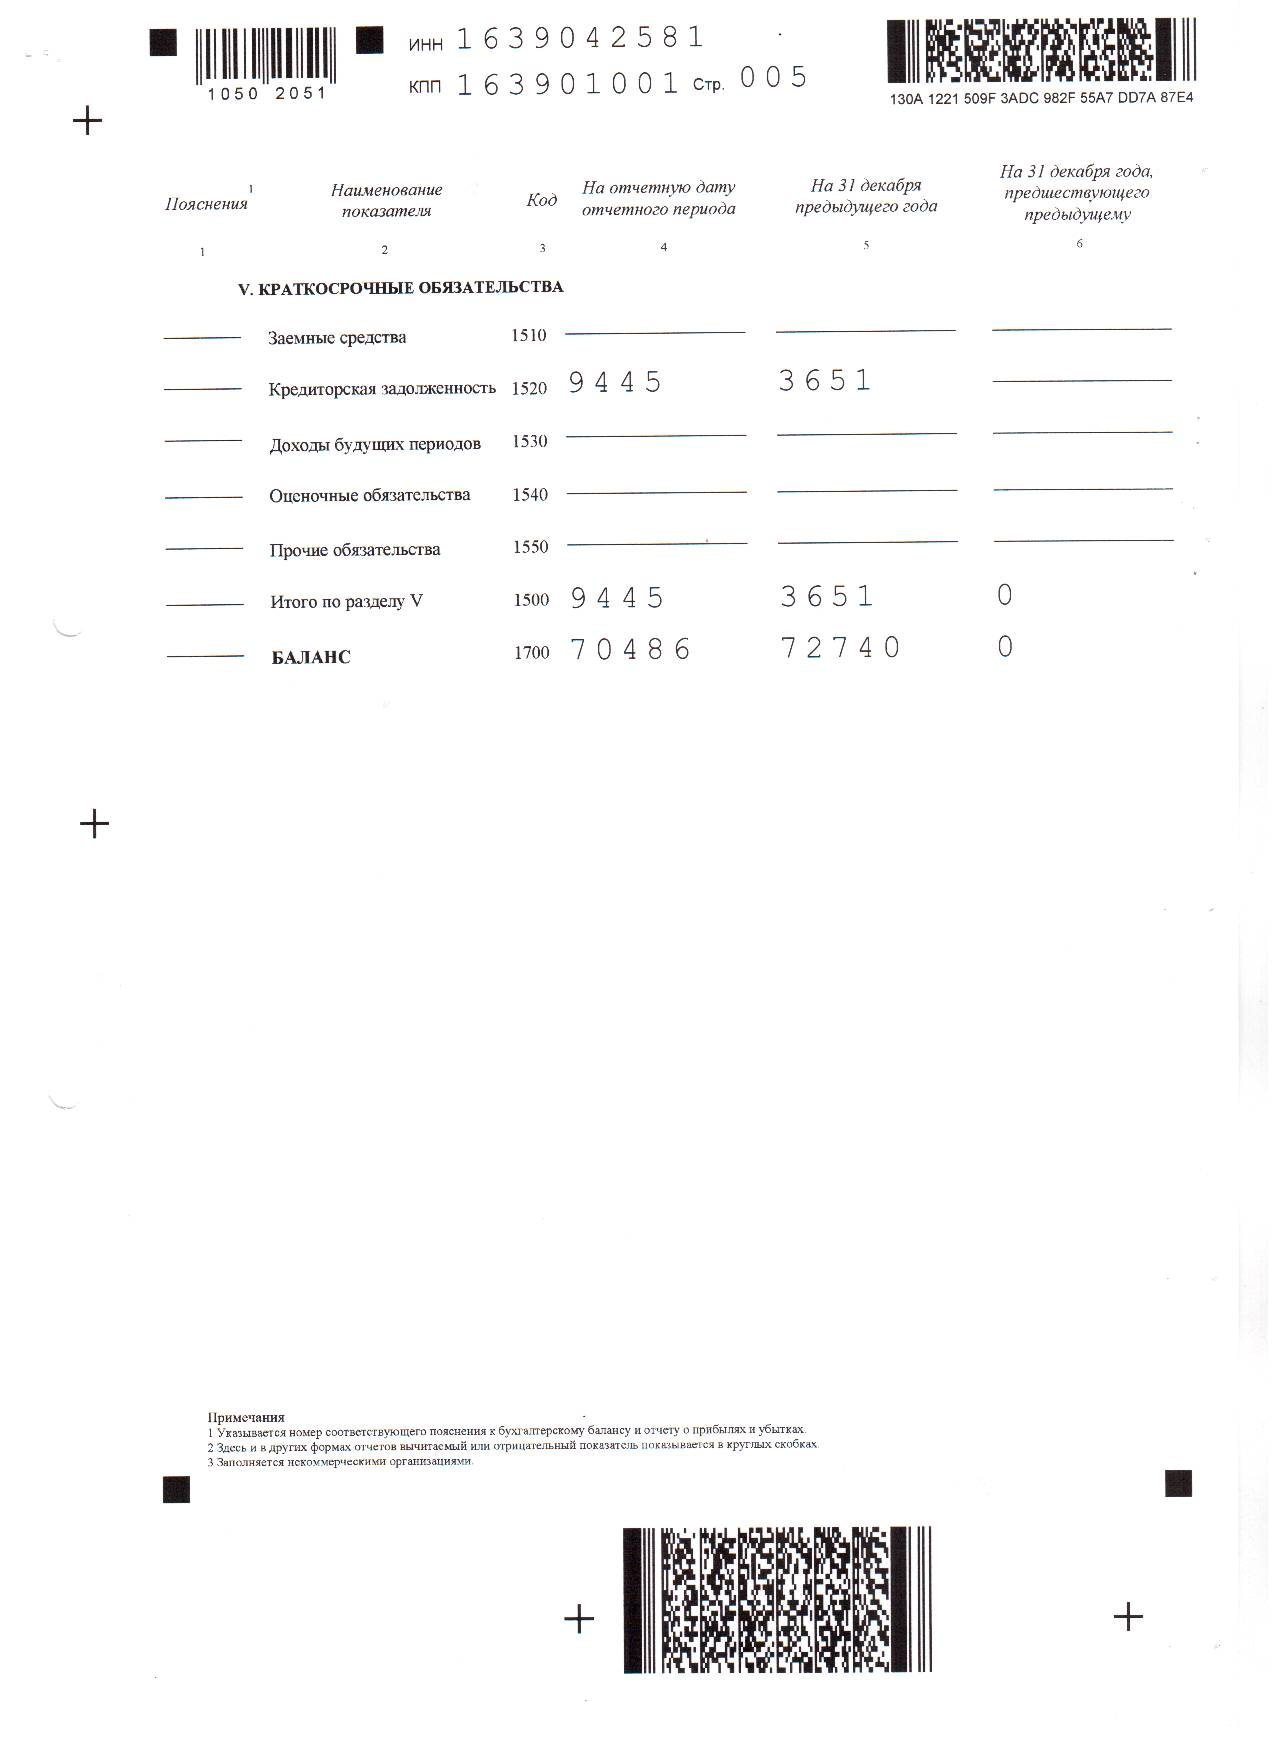 ИНН 1639042581
1050 2051
КПП 163901001 Стр. 005
130A 1221 509F 3ADC 982F 55A7 DD7A 87E4
Пояснения 1
Наименование показателя
Код
На отчетную дату отчетного периода
На 31 декабря предыдущего года
На 31 декабря года, предшествующего предыдущему
1 2 3 4 5 6
V. КРАТКОСРОЧНЫЕ ОБЯЗАТЕЛЬСТВА
Заемные средства 1510
Кредиторская задолженность 1520 9445 3651
Доходы будущих периодов 1530
Оценочные обязательства 1540
Прочие обязательства 1550
Итого по разделу V 1500 9445 3651 0
БАЛАНС 1700 70486 72740 0
Примечания
1 Указывается номер соответствующего пояснения к бухгалтерскому балансу и отчету о прибылях и убытках.
2 Здесь и в других формах отчетов вычитаемый или отрицательный показатель показывается в круглых скобках.
3 Заполняется некоммерческими организациями.